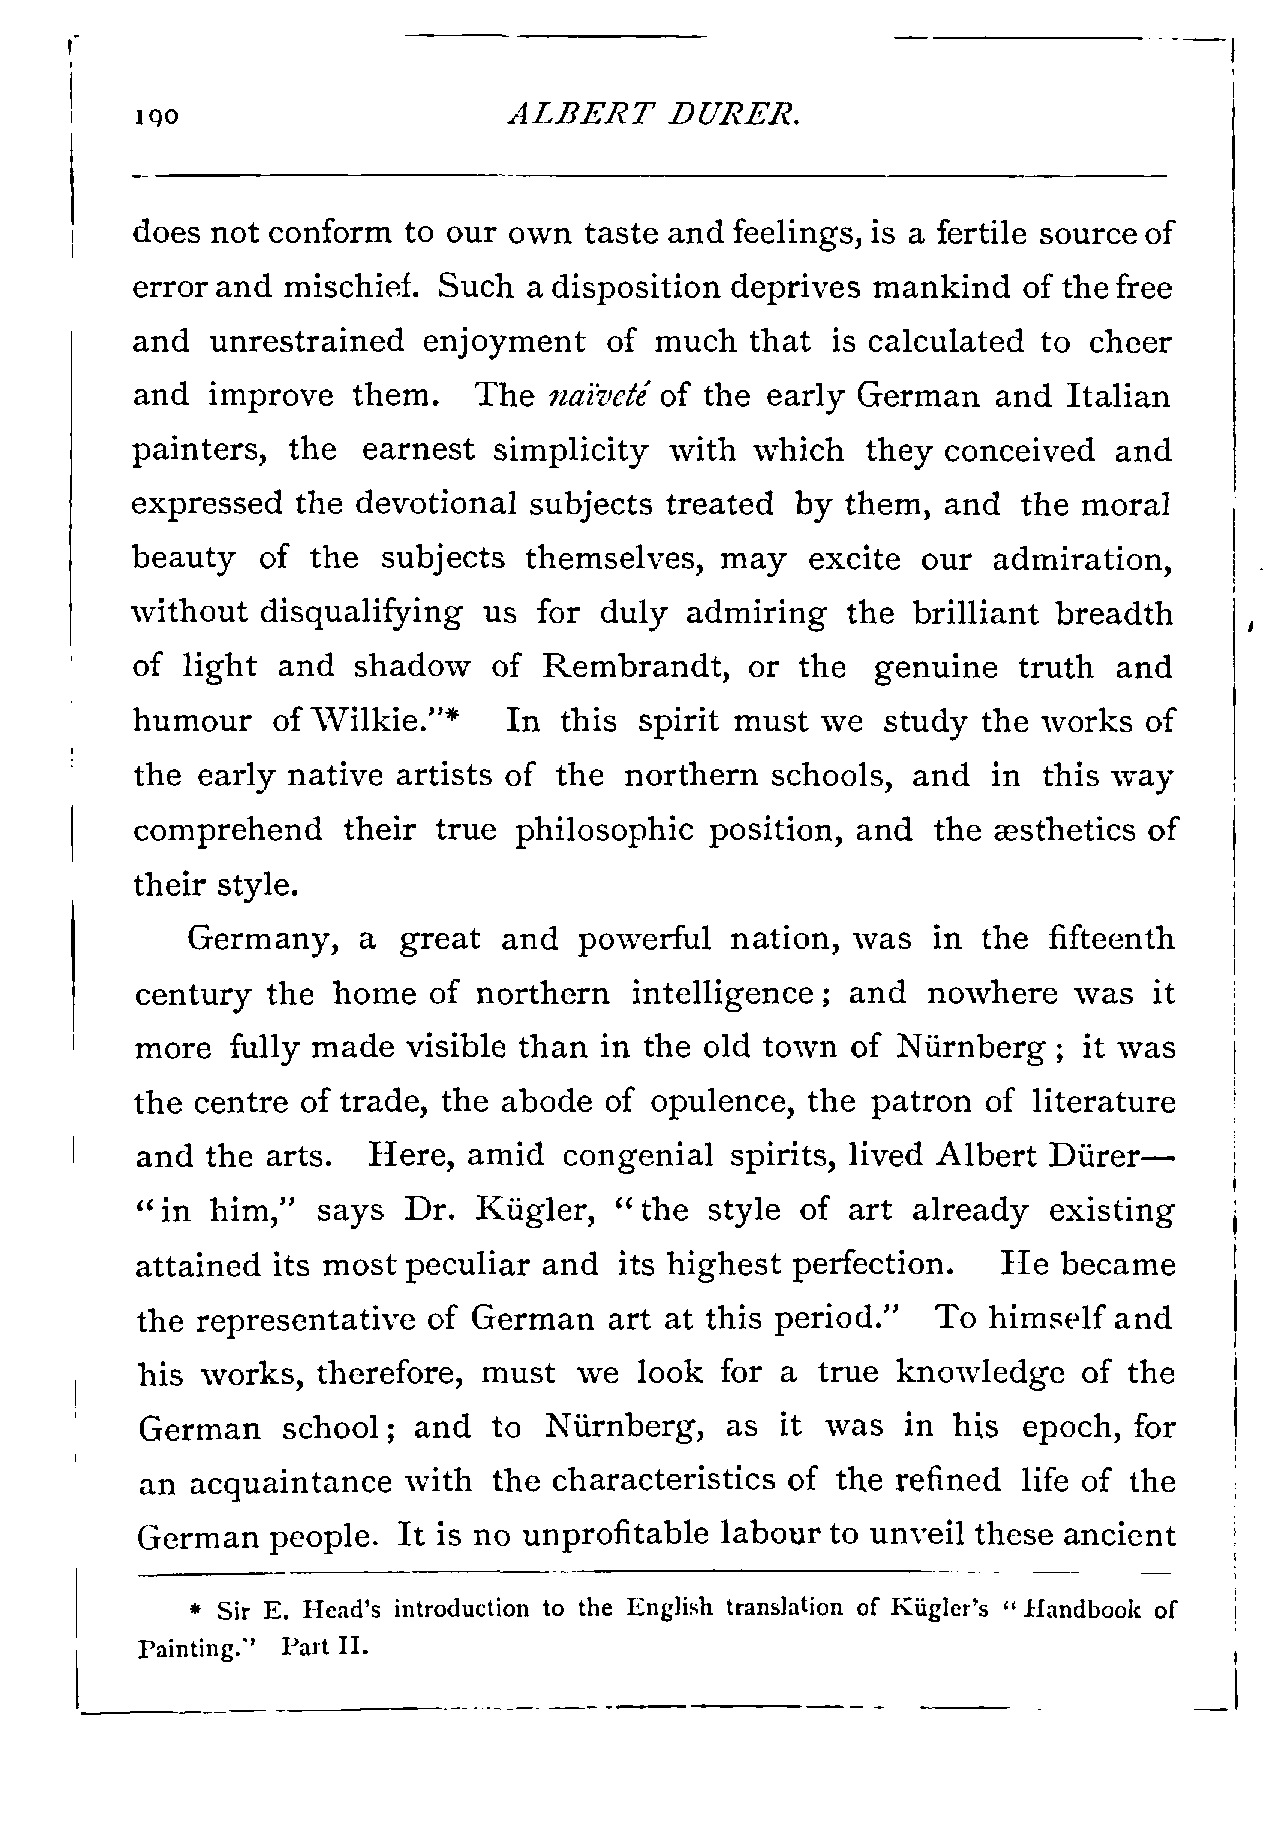 190 ALBERT DURER.
does not conform to our own taste and feelings, is a fertile source of
error and mischief. Such a disposition deprives mankind of the free
and unrestrained enjoyment of much that is calculated to cheer
and improve them. The naïveté of the early German and Italian
painters, the earnest simplicity with which they conceived and
expressed the devotional subjects treated by them, and the moral
beauty of the subjects themselves, may excite our admiration,
without disqualifying us for duly admiring the brilliant breadth
of light and shadow of Rembrandt, or the genuine truth and
humour of Wilkie."* In this spirit must we study the works of
the early native artists of the northern schools, and in this way
comprehend their true philosophic position, and the æsthetics of
their style.
Germany, a great and powerful nation, was in the fifteenth
century the home of northern intelligence; and nowhere was it
more fully made visible than in the old town of Nürnberg; it was
the centre of trade, the abode of opulence, the patron of literature
and the arts. Here, amid congenial spirits, lived Albert Dürer—
"in him," says Dr. Kügler, "the style of art already existing
attained its most peculiar and its highest perfection. He became
the representative of German art at this period." To himself and
his works, therefore, must we look for a true knowledge of the
German school; and to Nürnberg, as it was in his epoch, for
an acquaintance with the characteristics of the refined life of the
German people. It is no unprofitable labour to unveil these ancient
* Sir E. Head's introduction to the English translation of Kügler's "Handbook of
Painting." Part II.